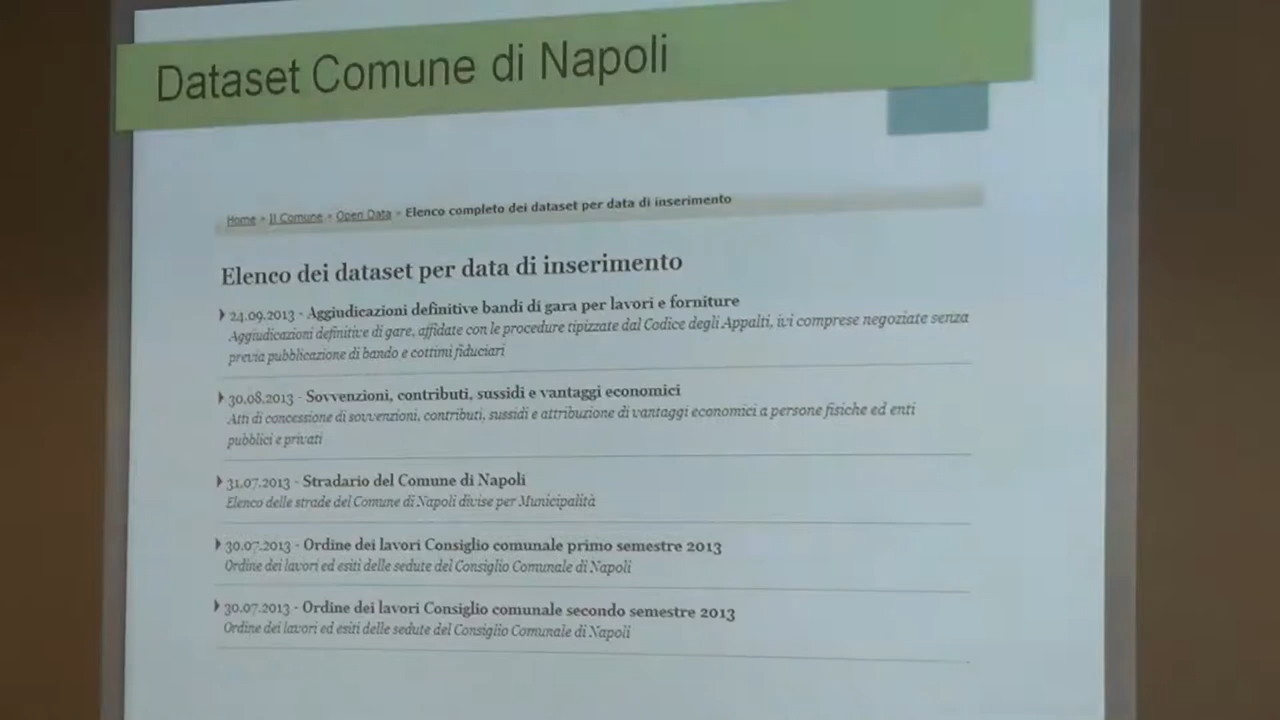 Dataset Comune di Napoli
Home » Il Comune » Open Data » Elenco completo dei dataset per data di inserimento
Elenco dei dataset per data di inserimento
24.09.2013 - Aggiudicazioni definitive bandi di gara per lavori e forniture
Aggiudicazioni definitive di gare, affidate con le procedure tipizzate dal Codice degli Appalti, ivi comprese negoziate senza
previa pubblicazione di bando e cottimi fiduciari
30.08.2013 - Sovvenzioni, contributi, sussidi e vantaggi economici
Atti di concessione di sovvenzioni, contributi, sussidi e attribuzione di vantaggi economici a persone fisiche ed enti
pubblici e privati
31.07.2013 - Stradario del Comune di Napoli
Elenco delle strade del Comune di Napoli divise per Municipalità
30.07.2013 - Ordine dei lavori Consiglio comunale primo semestre 2013
Ordine dei lavori ed esiti delle sedute del Consiglio Comunale di Napoli
30.07.2013 - Ordine dei lavori Consiglio comunale secondo semestre 2013
Ordine dei lavori ed esiti delle sedute del Consiglio Comunale di Napoli